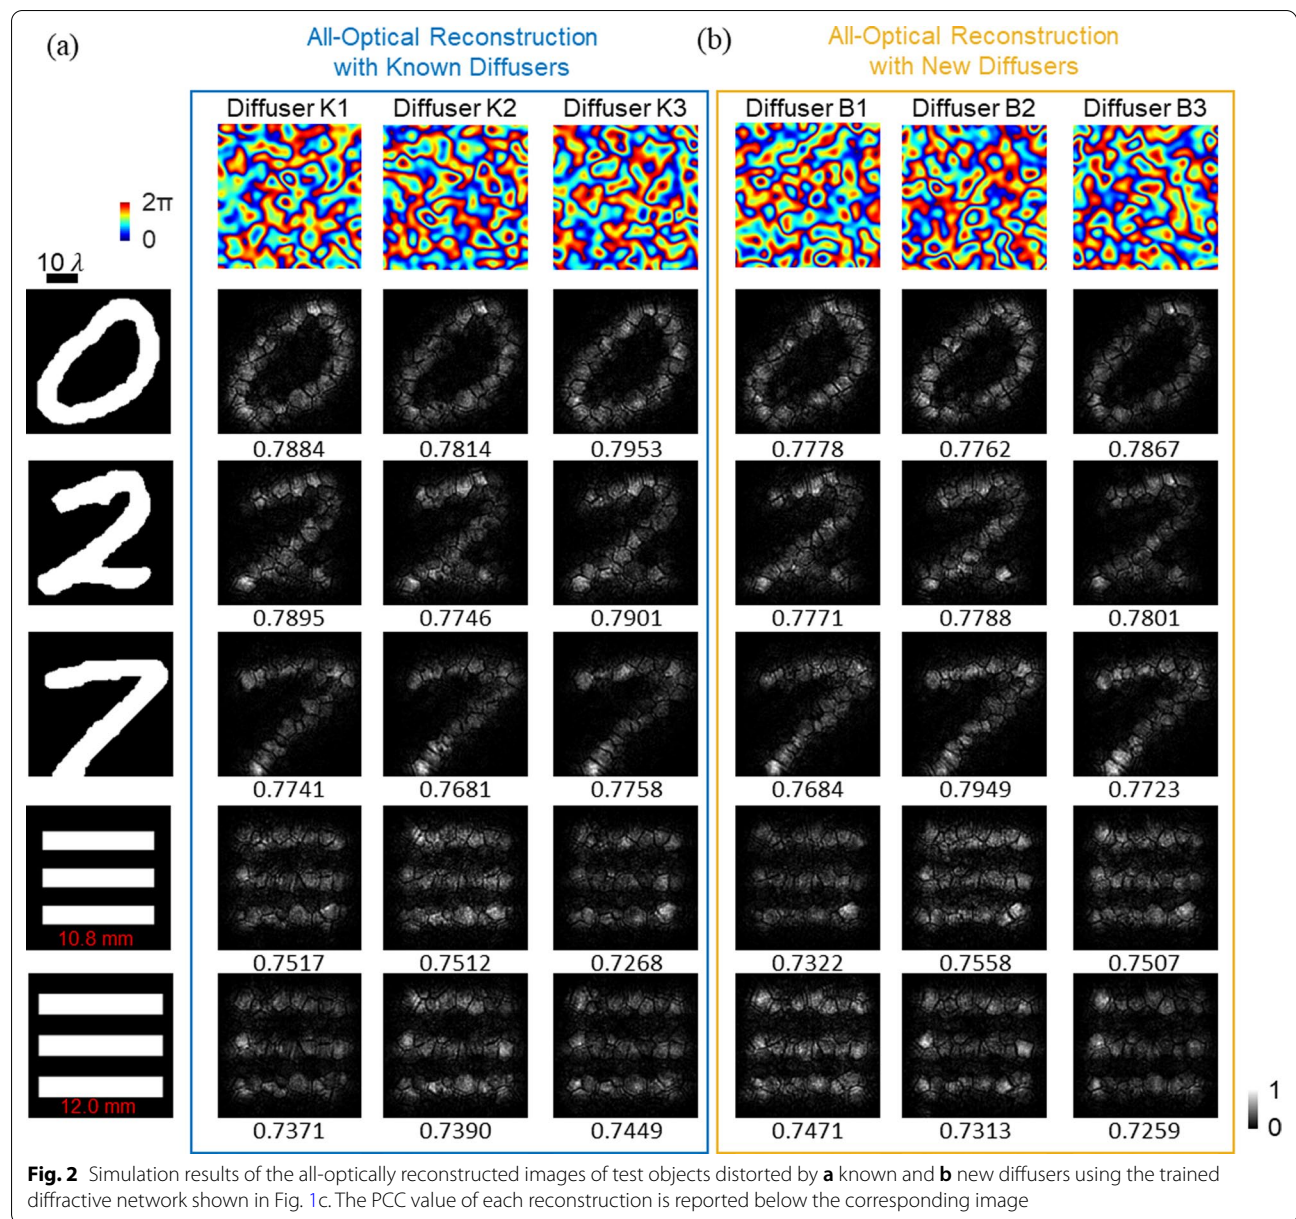 (a)
All-Optical Reconstruction
with Known Diffusers
(b)
All-Optical Reconstruction
with New Diffusers
Diffuser K1 Diffuser K2 Diffuser K3 Diffuser B1 Diffuser B2 Diffuser B3
2π
0
10 λ
0.7884 0.7814 0.7953 0.7778 0.7762 0.7867
0.7895 0.7746 0.7901 0.7771 0.7788 0.7801
0.7741 0.7681 0.7758 0.7684 0.7949 0.7723
10.8 mm
0.7517 0.7512 0.7268 0.7322 0.7558 0.7507
12.0 mm
1
0
0.7371 0.7390 0.7449 0.7471 0.7313 0.7259
Fig. 2 Simulation results of the all-optically reconstructed images of test objects distorted by a known and b new diffusers using the trained
diffractive network shown in Fig. 1c. The PCC value of each reconstruction is reported below the corresponding image